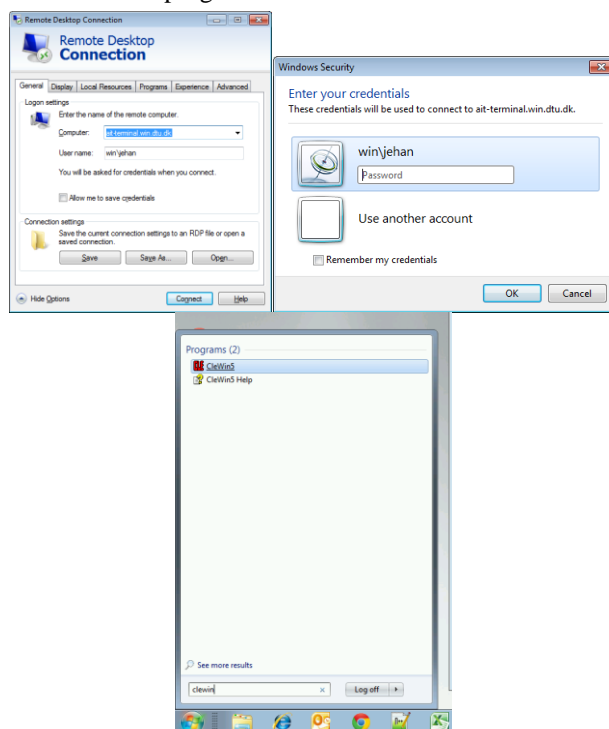 Remote Desktop Connection
Remote Desktop
Connection
General Display Local Resources Programs Experience Advanced
Logon settings
Enter the name of the remote computer.
Computer: ait-terminal.win.dtu.dk
User name: win\jehan
You will be asked for credentials when you connect.
Allow me to save credentials
Connection settings
Save the current connection settings to an RDP file or open a
saved connection.
Save Save As... Open...
Hide Options Connect Help
Windows Security
Enter your credentials
These credentials will be used to connect to ait-terminal.win.dtu.dk.
win\jehan
Password
Use another account
Remember my credentials
OK Cancel
Programs (2)
CleWin5
CleWin5 Help
See more results
clewin
Log off